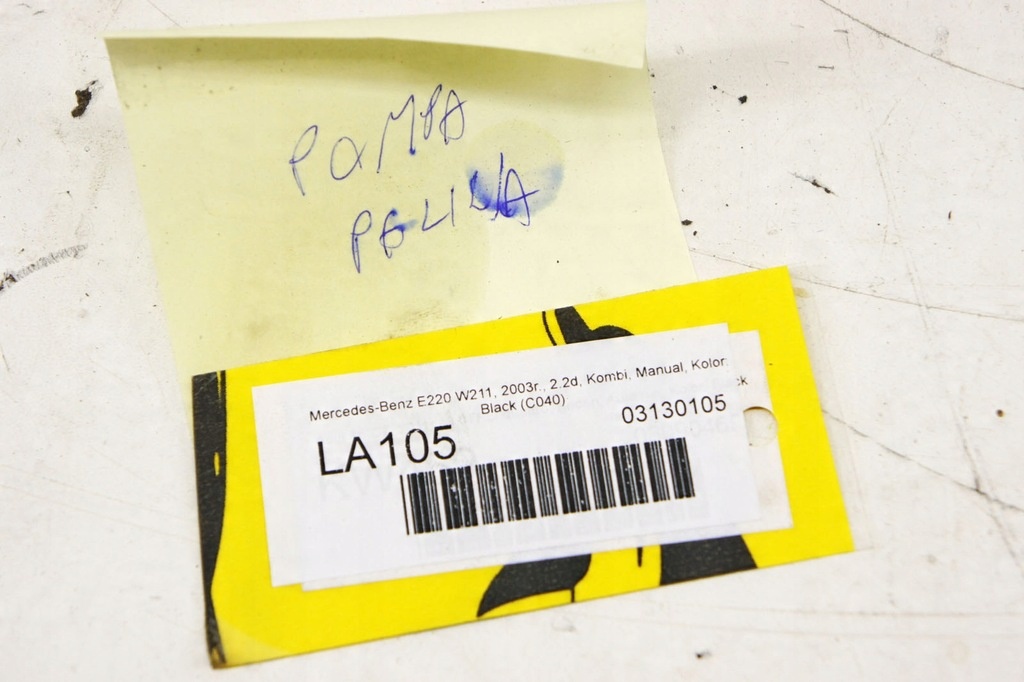 POMPA
PALIWA
Mercedes-Benz E220 W211, 2003r., 2.2d, Kombi, Manual, Kolor:
Black (C040)
03130105
LA105